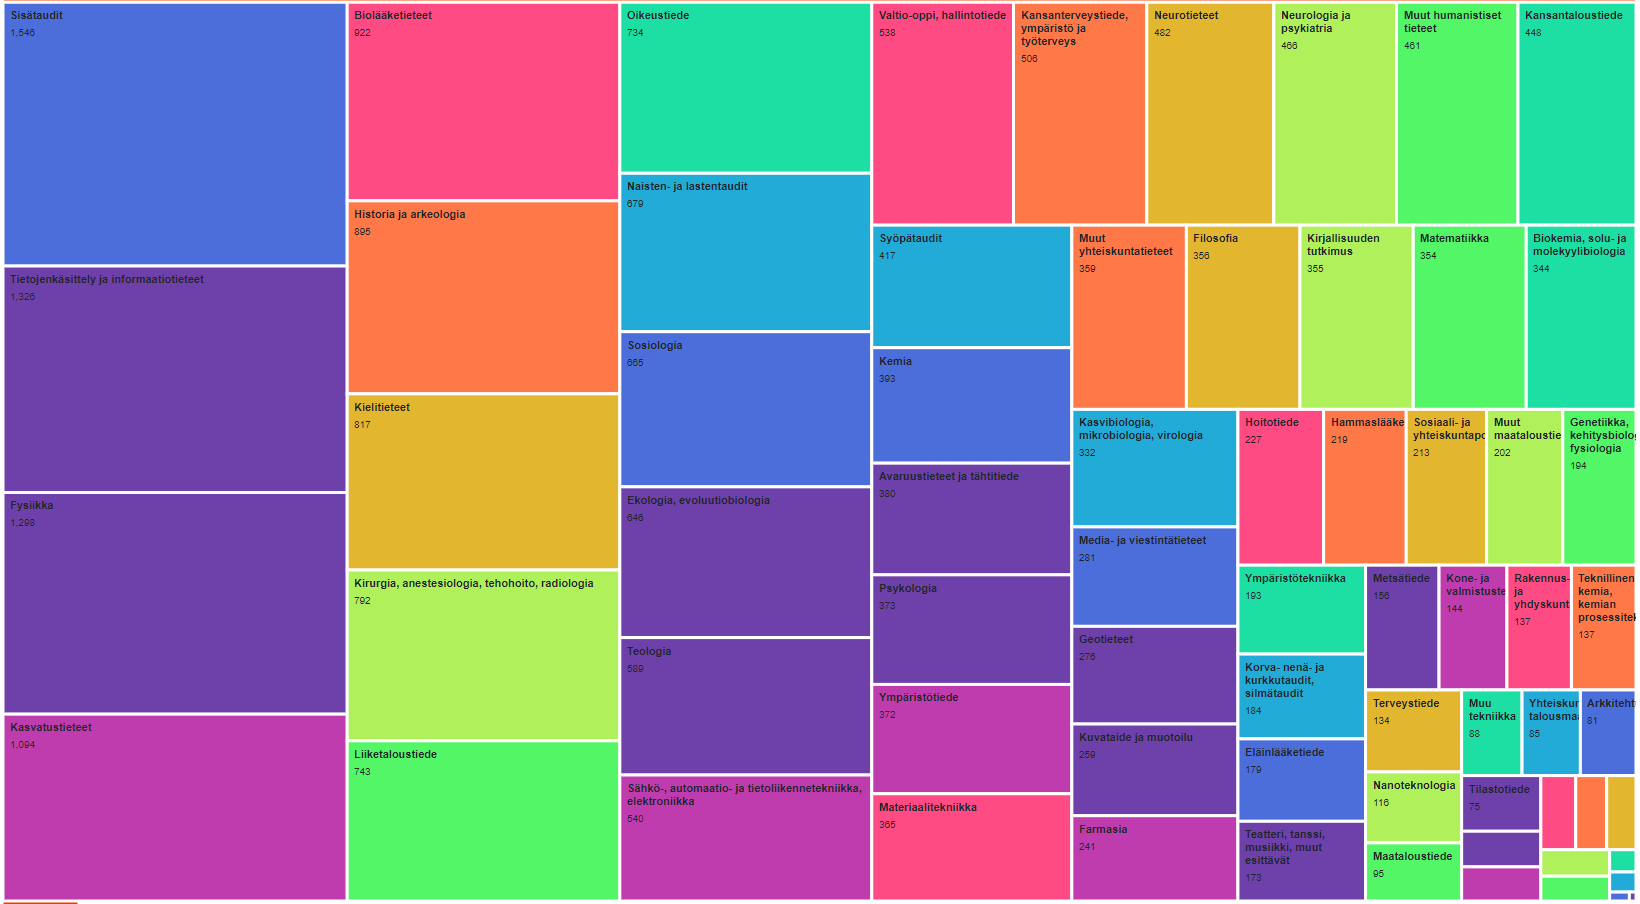 Sisätaudit
1,546
Tietojenkäsittely ja informaatiotieteet
1,326
Fysiikka
1,298
Kasvatustieteet
1,094
Biolääketieteet
922
Historia ja arkeologia
895
Kielitieteet
817
Kirurgia, anestesiologia, tehohoito, radiologia
792
Liiketaloustiede
743
Oikeustiede
734
Naisten- ja lastentaudit
679
Sosiologia
665
Ekologia, evoluutiobiologia
646
Teologia
589
Sähkö-, automaatio- ja tietoliikennetekniikka,
elektroniikka
540
Valtio-oppi, hallintotiede
538
Kansanterveystiede,
ympäristö ja
työterveys
506
Neurotieteet
482
Neurologia ja
psykiatria
466
Muut humanistiset
tieteet
461
Kansantaloustiede
448
Syöpätaudit
417
Kemia
393
Avaruustieteet ja tähtitiede
380
Psykologia
373
Ympäristötiede
372
Materiaalitekniikka
365
Muut
yhteiskuntatieteet
359
Filosofia
356
Kirjallisuuden
tutkimus
355
Matematiikka
354
Biokemia, solu- ja
molekyylibiologia
344
Kasvibiologia,
mikrobiologia, virologia
332
Media- ja viestintätieteet
281
Geotieteet
276
Kuvataide ja muotoilu
259
Farmasia
241
Hoitotiede
227
Hammaslääke
219
Sosiaali- ja
yhteiskuntapo
213
Muut
maataloustie
202
Genetiikka,
kehitysbiolog
fysiologia
194
Ympäristötekniikka
193
Korva- nenä- ja
kurkkutaudit,
silmätaudit
184
Eläinlääketiede
179
Teatteri, tanssi,
musiikki, muut
esittävät
173
Metsätiede
156
Kone- ja
valmistuste
144
Rakennus-
ja
yhdyskunt
137
Teknillinen
kemia,
kemian
prosessitek
137
Terveystiede
134
Nanoteknologia
116
Maataloustiede
95
Muu
tekniikka
88
Yhteiskun
talousmaa
85
Arkkiteht
81
Tilastotiede
75